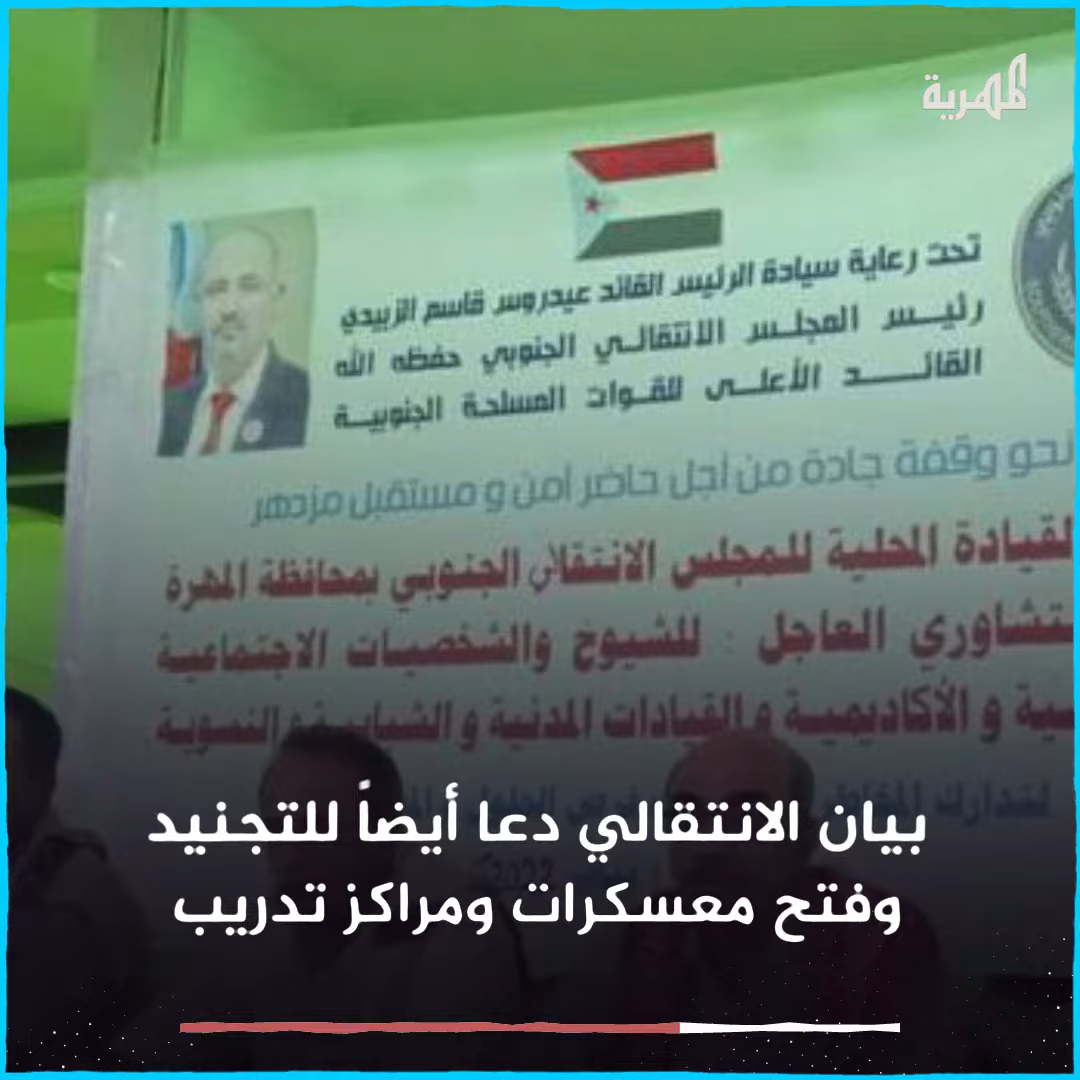 المهرية
تحت رعاية سيادة الرئيس القائد عيدروس قاسم الزبيدي
رئيس المجلس الانتقالي الجنوبي حفظه الله
القائد الأعلى للقوات المسلحة الجنوبية
نحو وقفة جادة من أجل حاضر امن و مستقبل مزدهر
القيادة المحلية للمجلس الانتقالي الجنوبي بمحافظة المهرة
العاجل : للشيوخ والشخصيات الاجتماعية
و الأكاديمية و القيادات المدنية و الشبابية و النسوية
بيان الانتقالي دعا أيضاً للتجنيد
وفتح معسكرات ومراكز تدريب